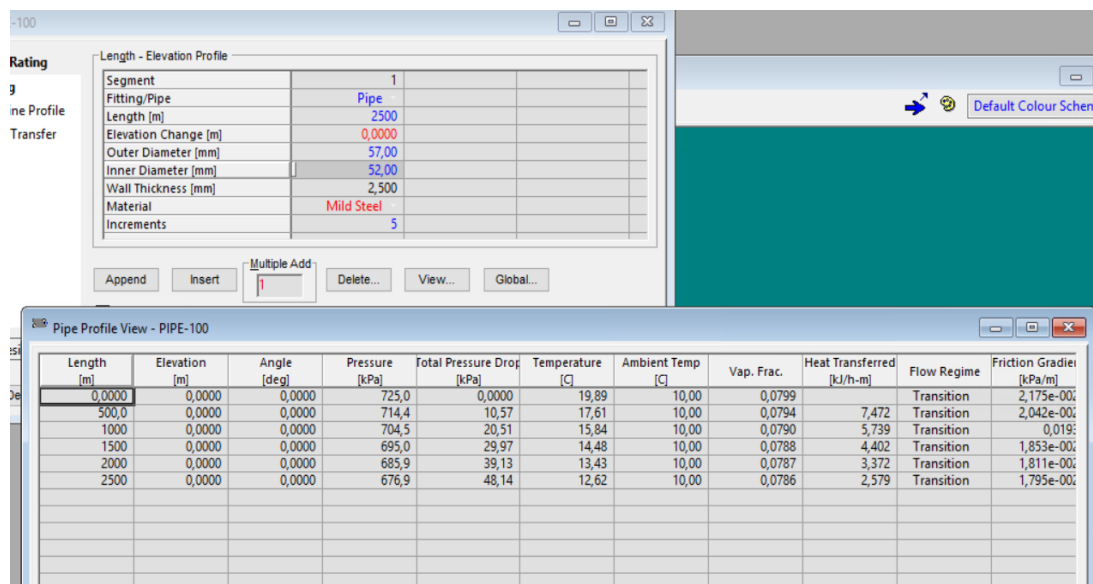 -100
Rating
Length - Elevation Profile
Segment 1
Fitting/Pipe Pipe
ine Profile
Length [m] 2500
Default Colour Schem
Transfer
Elevation Change [m] 0,0000
Outer Diameter [mm] 57,00
Inner Diameter [mm] 52,00
Wall Thickness [mm] 2,500
Material Mild Steel
Increments 5
Append Insert Multiple Add 1 Delete... View... Global...
Pipe Profile View - PIPE-100
Length Elevation Angle Pressure Total Pressure Drop Temperature Ambient Temp Vap. Frac. Heat Transferred Flow Regime Friction Gradie
[m] [m] [deg] [kPa] [kPa] [C] [C] [kJ/h-m] [kPa/m]
0,0000 0,0000 0,0000 725,0 0,0000 19,89 10,00 0,0799 Transition 2,175e-002
500,0 0,0000 0,0000 714,4 10,57 17,61 10,00 0,0794 7,472 Transition 2,042e-002
1000 0,0000 0,0000 704,5 20,51 15,84 10,00 0,0790 5,739 Transition 0,0193
1500 0,0000 0,0000 695,0 29,97 14,48 10,00 0,0788 4,402 Transition 1,853e-002
2000 0,0000 0,0000 685,9 39,13 13,43 10,00 0,0787 3,372 Transition 1,811e-002
2500 0,0000 0,0000 676,9 48,14 12,62 10,00 0,0786 2,579 Transition 1,795e-002